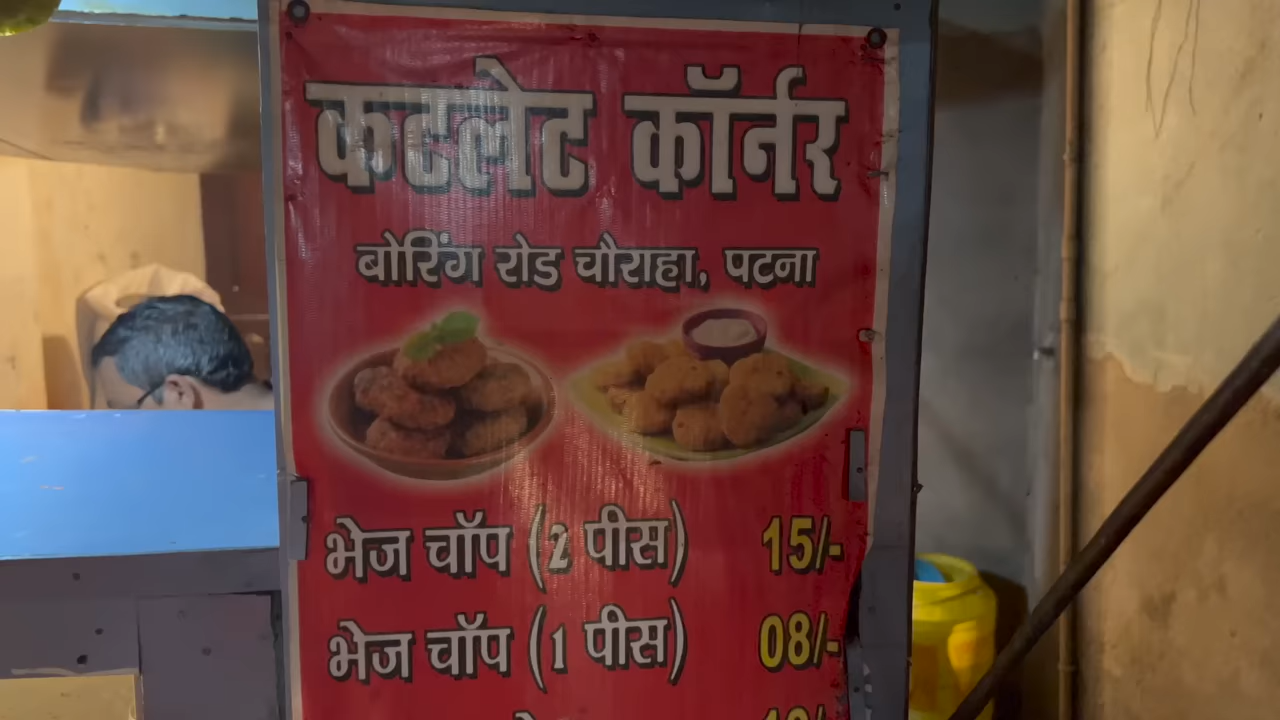 कटलेट कॉर्नर
बोरिंग रोड चौराहा, पटना
भेज चॉप (2 पीस) 15/-
भेज चॉप (1 पीस) 08/-